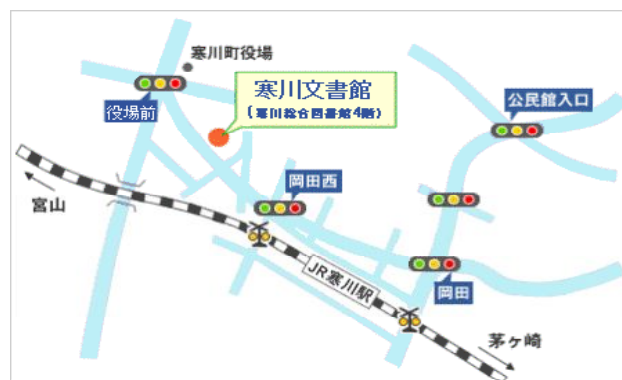 寒川町役場
役場前
寒川文書館
(寒川総合図書館4階)
公民館入口
岡田西
宮山
JR寒川駅
岡田
茅ヶ崎